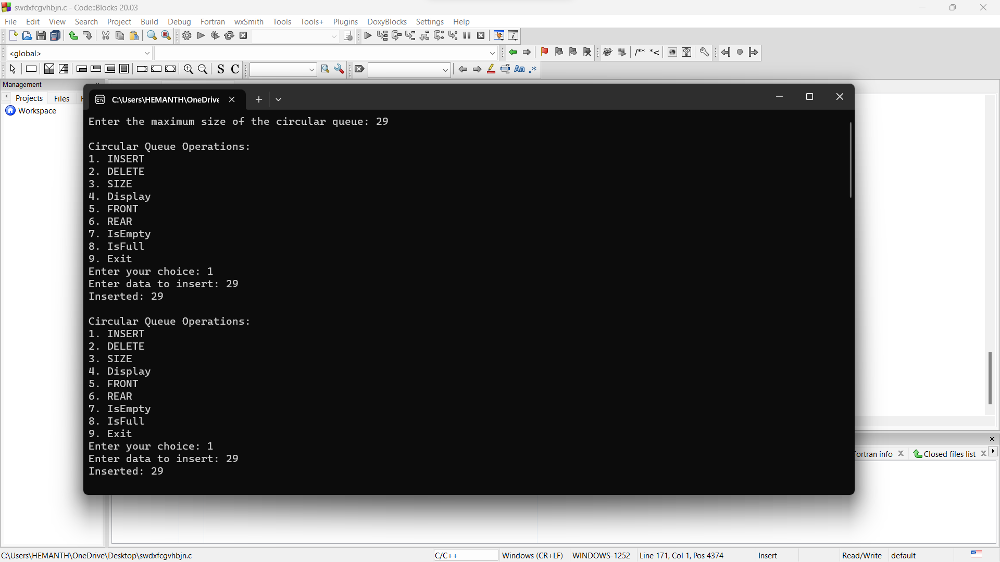 swdxfcgvhbjn.c - Code::Blocks 20.03
File Edit View Search Project Build Debug Fortran wxSmith Tools Tools+ Plugins DoxyBlocks Settings Help
<global>
/** *<
S C
Aa .*
Management
Projects Files
Workspace
C:\Users\HEMANTH\OneDrive
Enter the maximum size of the circular queue: 29
Circular Queue Operations:
1. INSERT
2. DELETE
3. SIZE
4. Display
5. FRONT
6. REAR
7. IsEmpty
8. IsFull
9. Exit
Enter your choice: 1
Enter data to insert: 29
Inserted: 29
Circular Queue Operations:
1. INSERT
2. DELETE
3. SIZE
4. Display
5. FRONT
6. REAR
7. IsEmpty
8. IsFull
9. Exit
Enter your choice: 1
Enter data to insert: 29
Inserted: 29
Fortran info Closed files list
C:\Users\HEMANTH\OneDrive\Desktop\swdxfcgvhbjn.c C/C++ Windows (CR+LF) WINDOWS-1252 Line 171, Col 1, Pos 4374 Insert Read/Write default